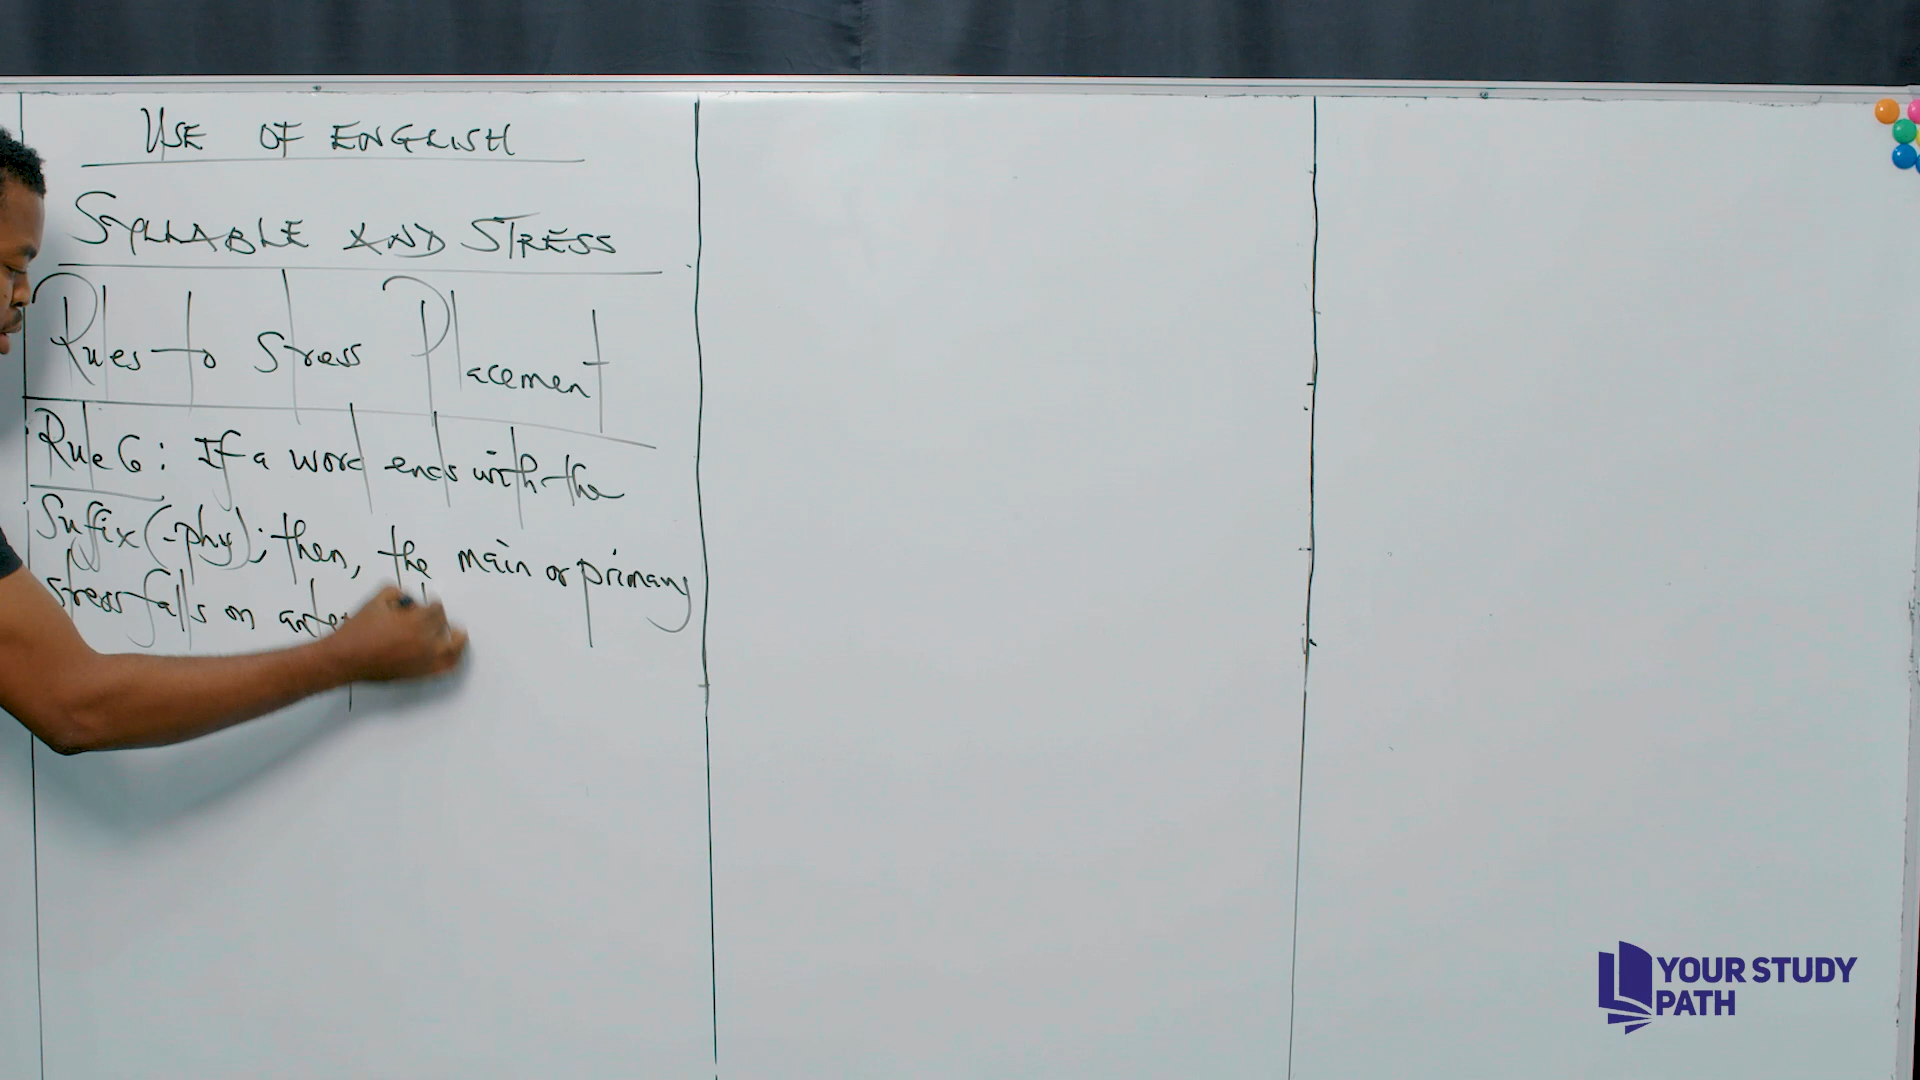 USE OF ENGLISH
SYLLABLE AND STRESS
Rules to Stress Placement
Rule 6: If a word ends with the
Suffix (-phy); then, the main or primary
stress falls on
YOUR STUDY
PATH